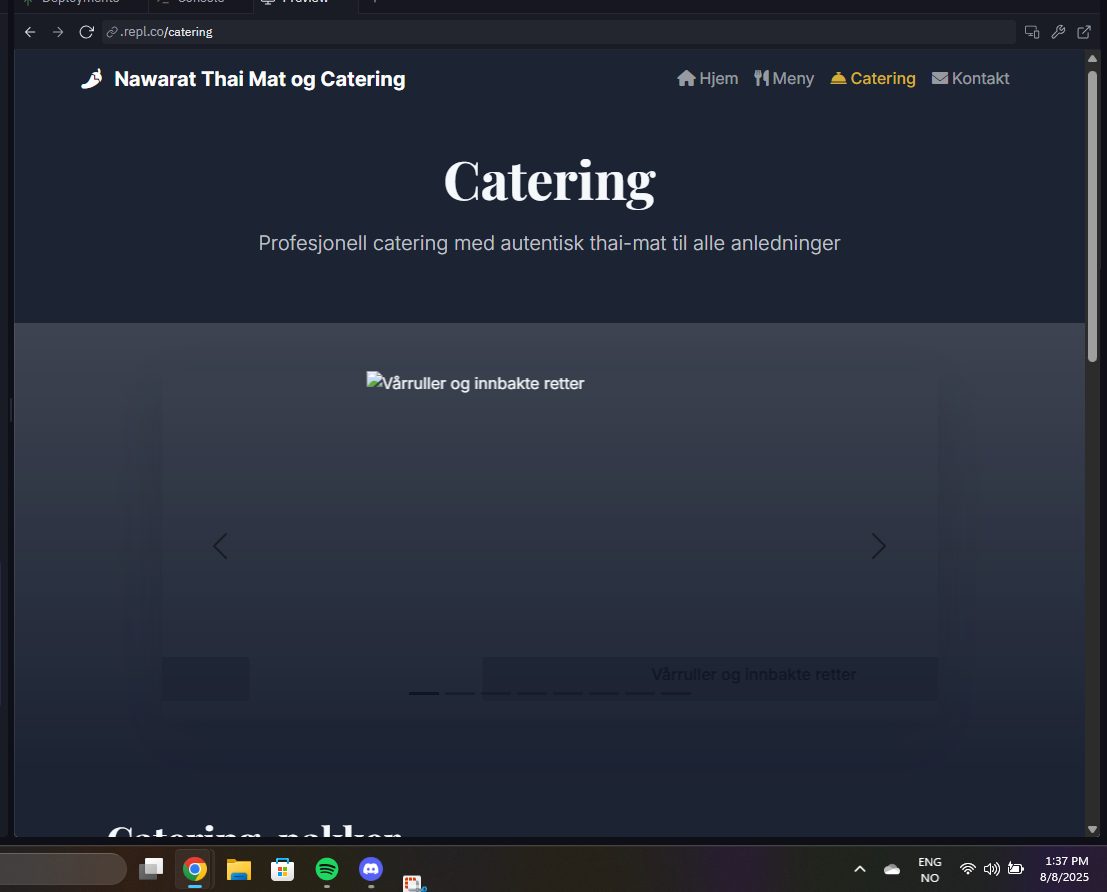 Deployments
Console
Preview
.repl.co/catering
Nawarat Thai Mat og Catering
Hjem
Meny
Catering
Kontakt
Catering
Profesjonell catering med autentisk thai-mat til alle anledninger
Vårruller og innbakte retter
Vårruller og innbakte retter
Catering-pakker
ENG
NO
1:37 PM
8/8/2025